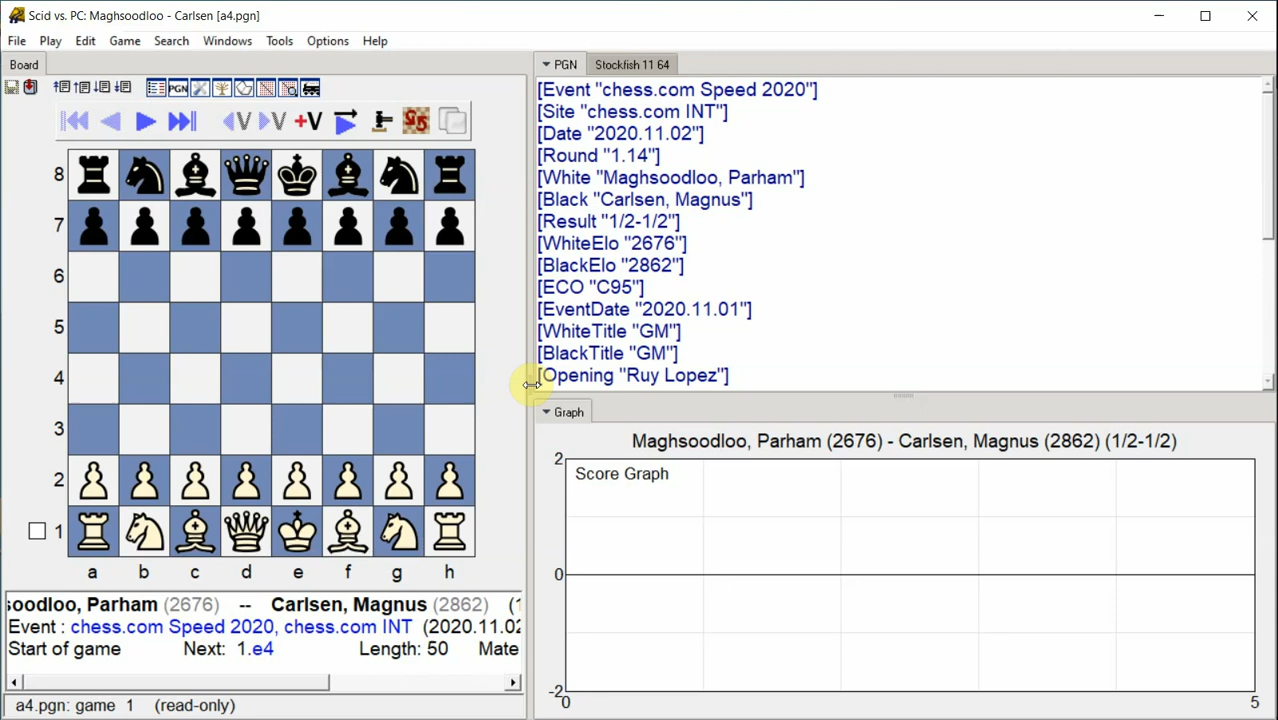 Scid vs. PC: Maghsoodloo - Carlsen [a4.pgn]
File Play Edit Game Search Windows Tools Options Help
Board
PGN
V V +V
8
7
6
5
4
3
2
1
a b c d e f g h
soodloo, Parham (2676) -- Carlsen, Magnus (2862) (1
Event : chess.com Speed 2020, chess.com INT (2020.11.02
Start of game Next: 1.e4 Length: 50 Mate
a4.pgn: game 1 (read-only)
PGN Stockfish 11 64
[Event "chess.com Speed 2020"]
[Site "chess.com INT"]
[Date "2020.11.02"]
[Round "1.14"]
[White "Maghsoodloo, Parham"]
[Black "Carlsen, Magnus"]
[Result "1/2-1/2"]
[WhiteElo "2676"]
[BlackElo "2862"]
[ECO "C95"]
[EventDate "2020.11.01"]
[WhiteTitle "GM"]
[BlackTitle "GM"]
[Opening "Ruy Lopez"]
Graph
Maghsoodloo, Parham (2676) - Carlsen, Magnus (2862) (1/2-1/2)
2
Score Graph
0
-2
0 5